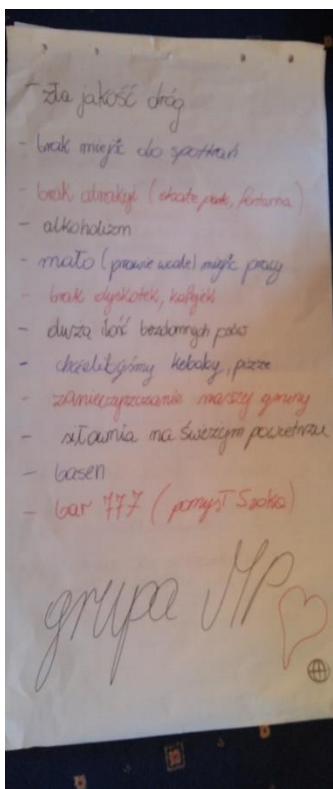 - zła jakość dróg
- brak miejsc do spotkań
- brak atrakcji (skate park, fontanna)
- alkoholizm
- mało (prawie wcale) miejsc pracy
- brak dyskotek, kafejek
- duża ilość bezdomnych psów
- chcielibyśmy kebaby, pizze
- zanieczyszczanie naszej gminy
- siłownia na świeżym powietrzu
- basen
- bar 777 (pomysł)
grupa MP